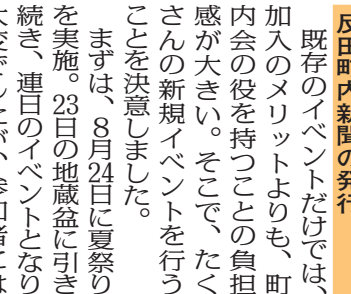 反田町内新聞の発行
既存のイベントだけでは、
加入のメリットよりも、町
内会の役を持つことの負担
感が大きい。そこで、たく
さんの新規イベントを行う
ことを決意しました。
まずは、8月24日に夏祭り
を実施。23日の地蔵盆に引き
続き、連日のイベントとなり
大変でしたが、参加者には